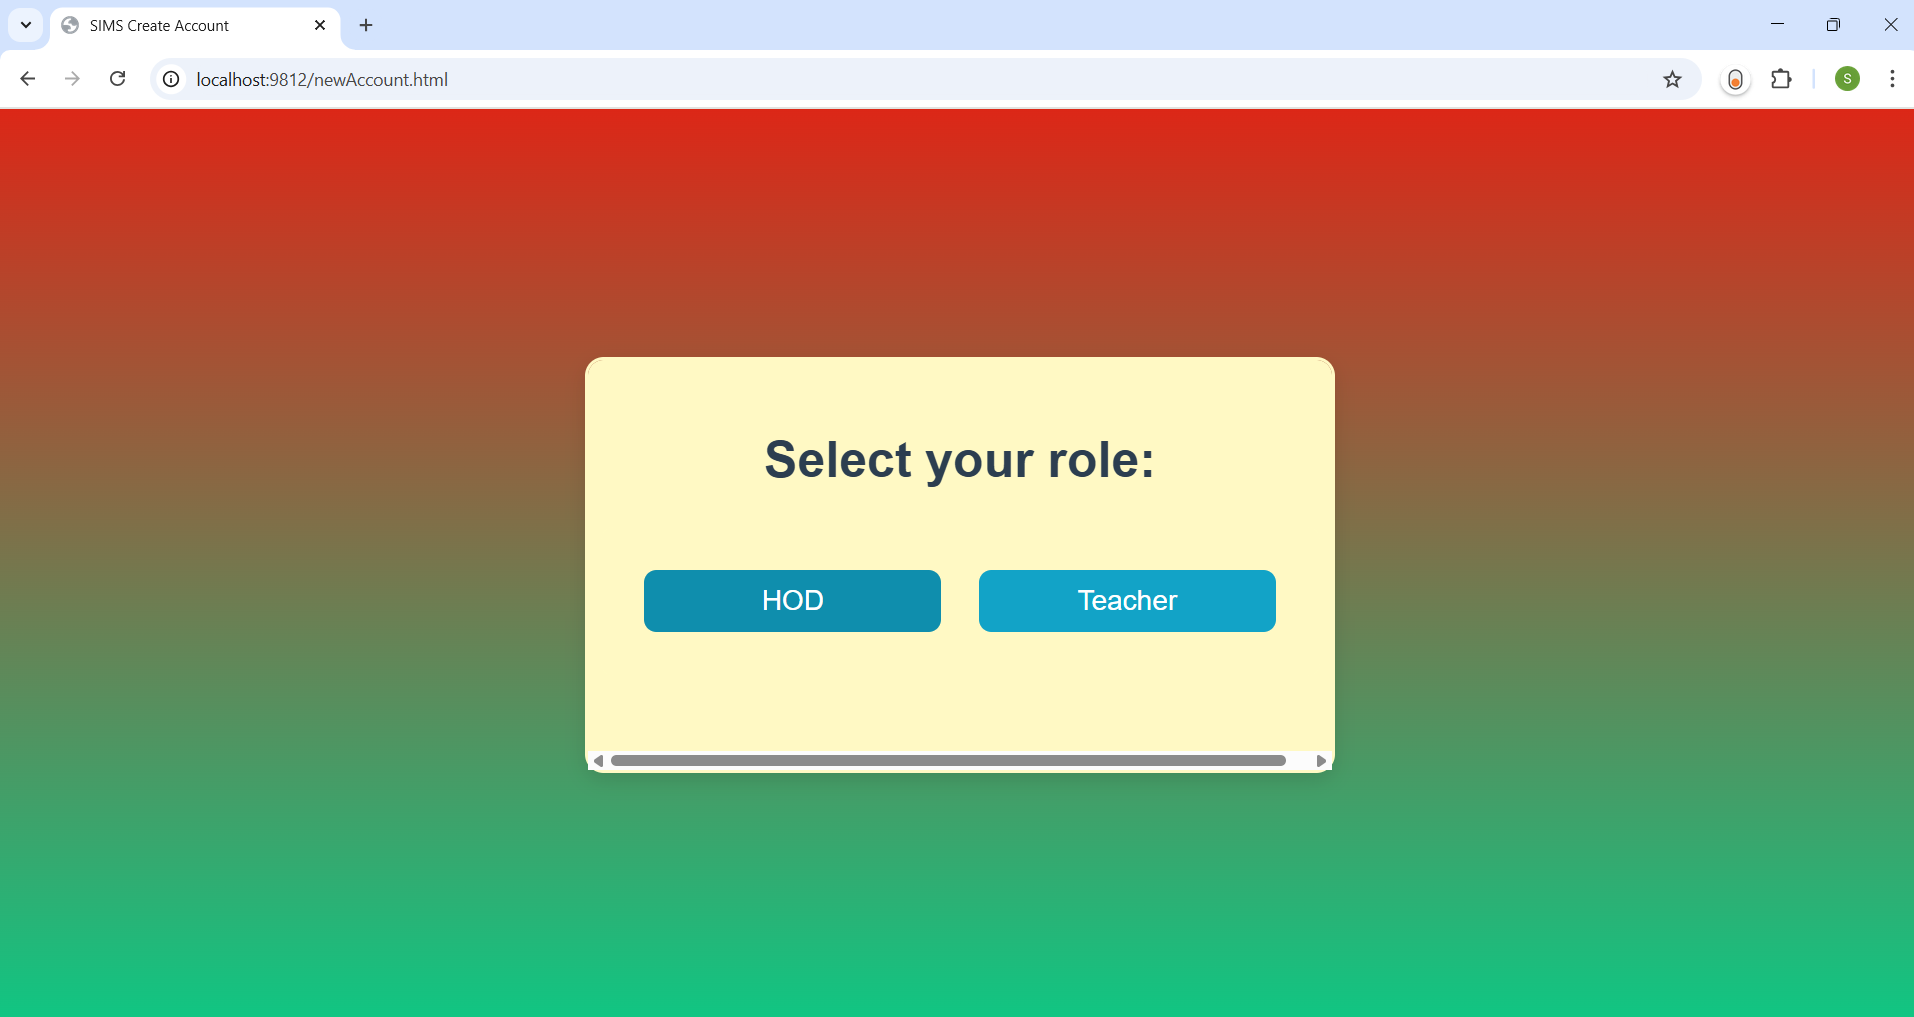 SIMS Create Account
localhost:9812/newAccount.html
S
Select your role:
HOD
Teacher